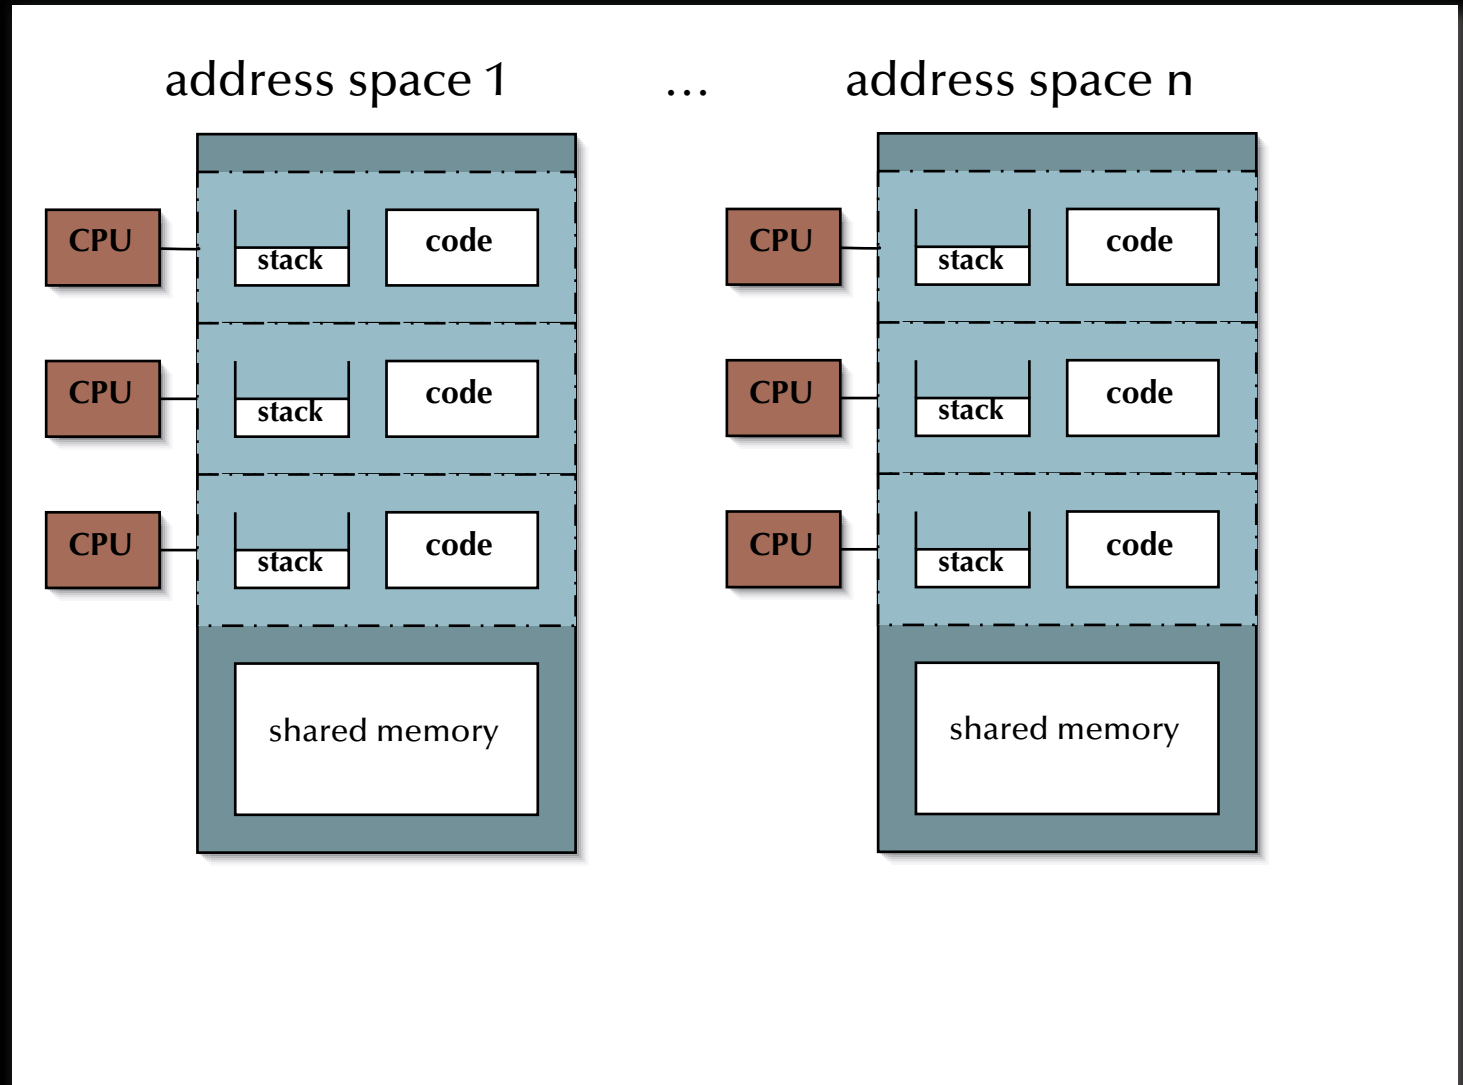 address space 1 ... address space n
CPU stack code CPU stack code
CPU stack code CPU stack code
CPU stack code CPU stack code
shared memory shared memory